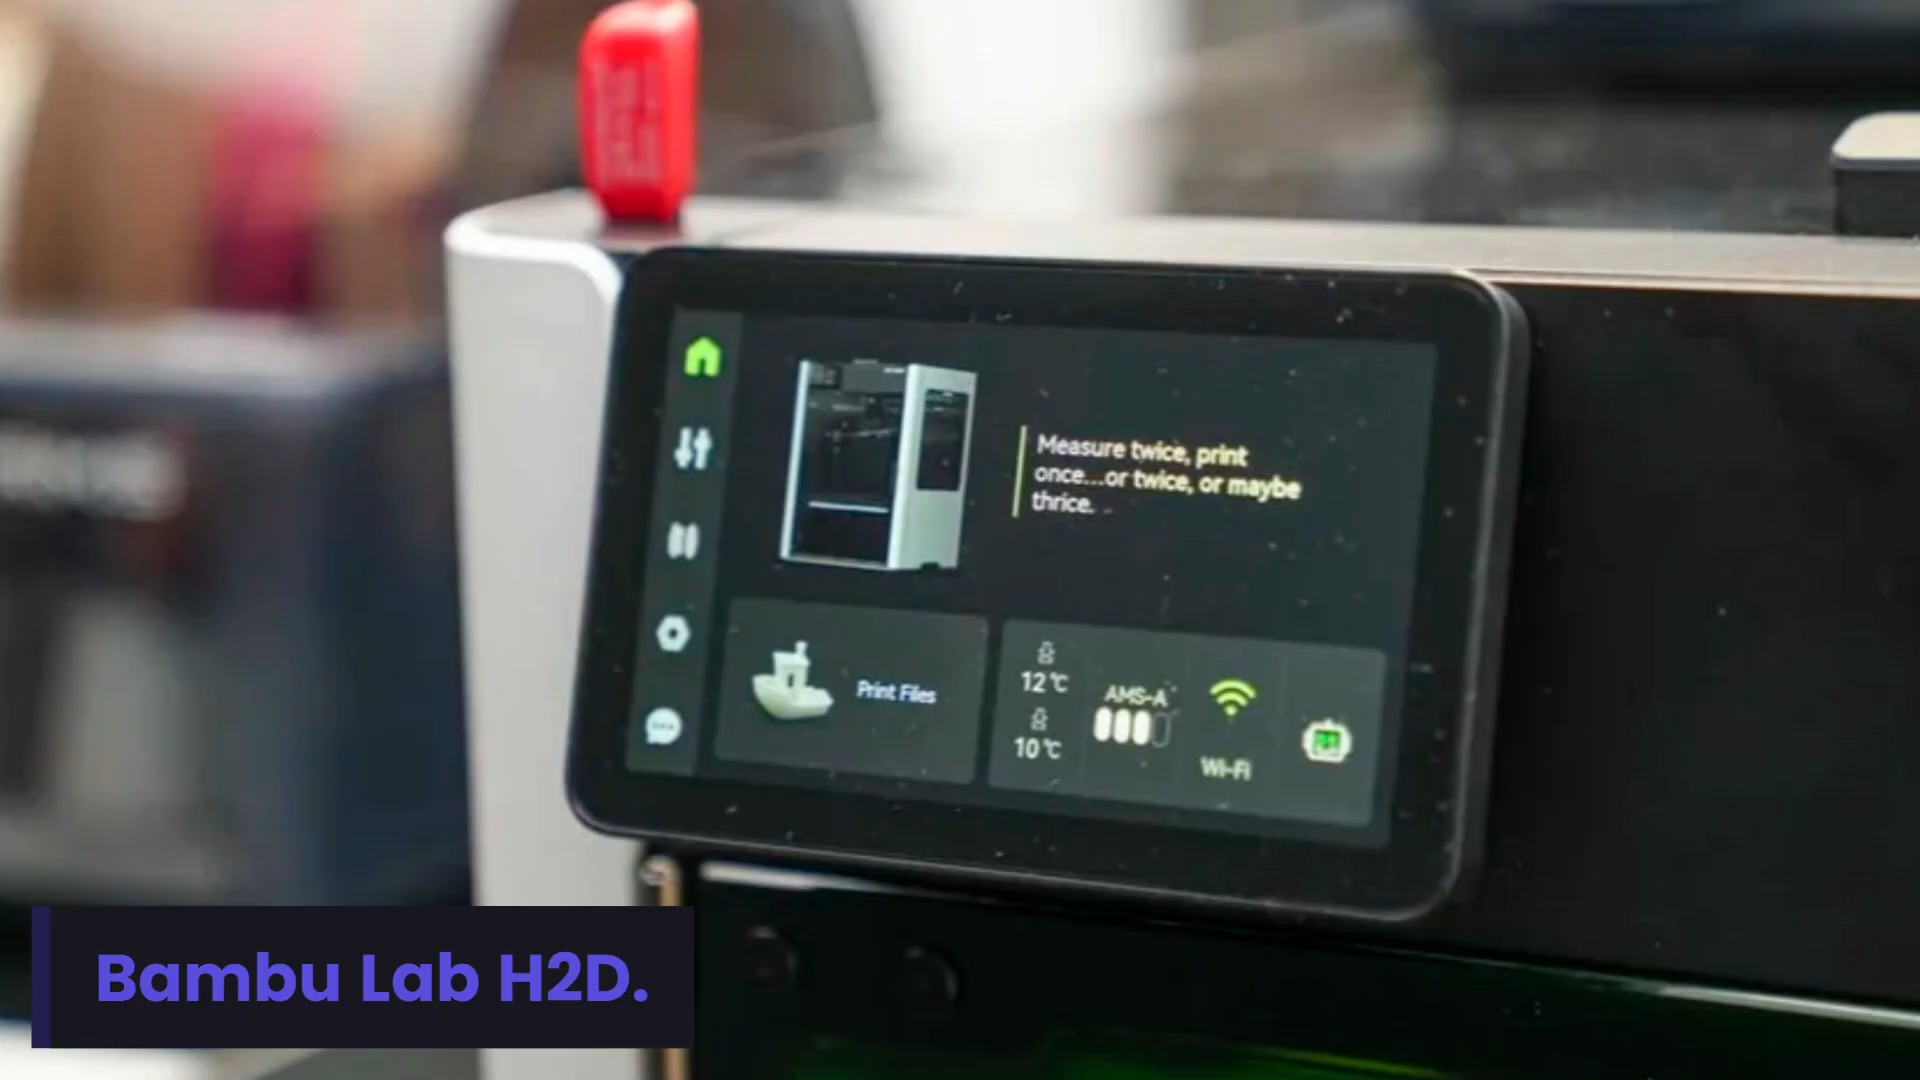 Measure twice, print
once...or twice, or maybe
thrice.
Print Files
12℃
10℃
AMS-A
Wi-Fi
Bambu Lab H2D.